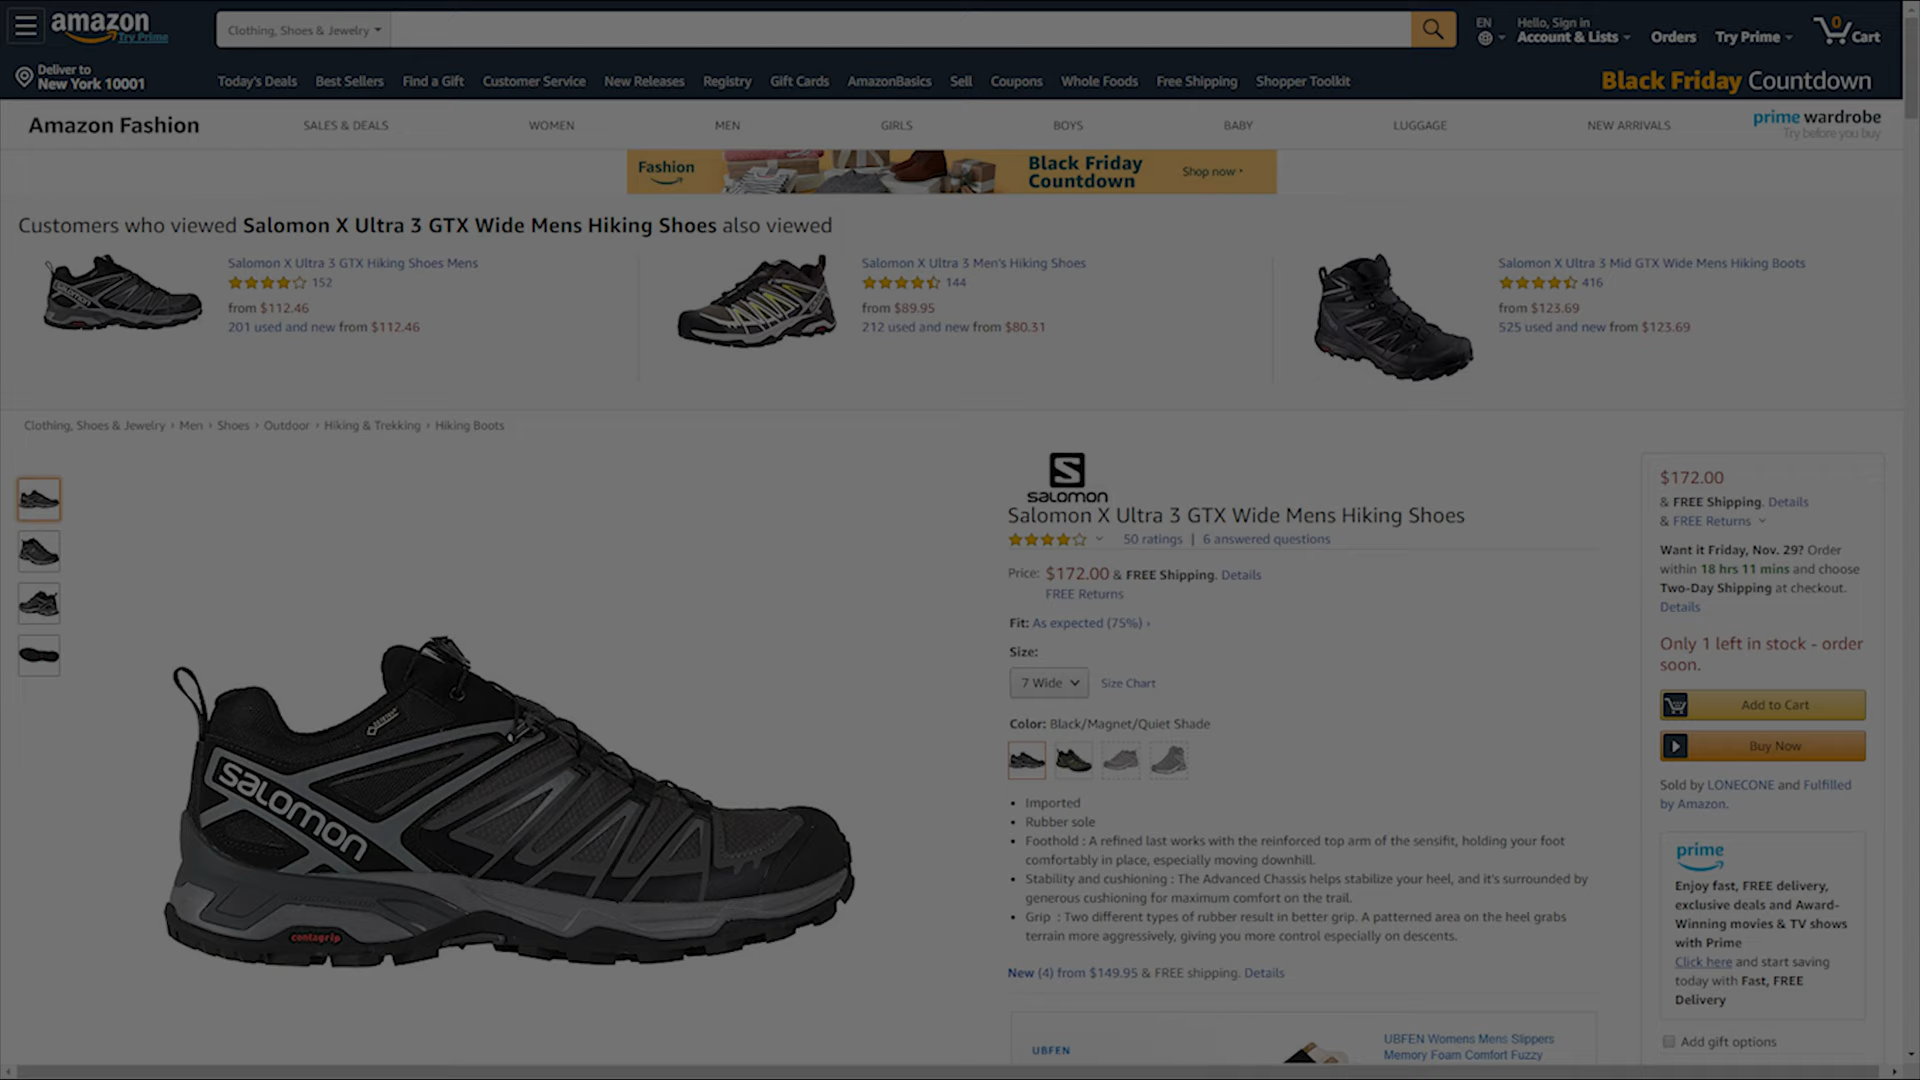 amazon
Try Prime
Clothing, Shoes & Jewelry
EN
Hello, Sign in
Account & Lists
Orders
Try Prime
0
Cart
Deliver to
New York 10001
Today's Deals
Best Sellers
Find a Gift
Customer Service
New Releases
Registry
Gift Cards
AmazonBasics
Sell
Coupons
Whole Foods
Free Shipping
Shopper Toolkit
Black Friday Countdown
Amazon Fashion
SALES & DEALS
WOMEN
MEN
GIRLS
BOYS
BABY
LUGGAGE
NEW ARRIVALS
prime wardrobe
Try before you buy
Fashion
Black Friday
Countdown
Shop now ›
Customers who viewed Salomon X Ultra 3 GTX Wide Mens Hiking Shoes also viewed
Salomon X Ultra 3 GTX Hiking Shoes Mens
152
from $112.46
201 used and new from $112.46
Salomon X Ultra 3 Men's Hiking Shoes
144
from $89.95
212 used and new from $80.31
Salomon X Ultra 3 Mid GTX Wide Mens Hiking Boots
416
from $123.69
525 used and new from $123.69
Clothing, Shoes & Jewelry › Men › Shoes › Outdoor › Hiking & Trekking › Hiking Boots
SALOMON
contagrip
S
SALOMON
Salomon X Ultra 3 GTX Wide Mens Hiking Shoes
50 ratings | 6 answered questions
Price: $172.00 & FREE Shipping. Details
FREE Returns
Fit: As expected (75%) ›
Size:
7 Wide
Size Chart
Color: Black/Magnet/Quiet Shade
• Imported
• Rubber sole
• Foothold : A refined last works with the reinforced top arm of the sensifit, holding your foot
comfortably in place, especially moving downhill.
• Stability and cushioning : The Advanced Chassis helps stabilize your heel, and it's surrounded by
generous cushioning for maximum comfort on the trail.
• Grip : Two different types of rubber result in better grip. A patterned area on the heel grabs
terrain more aggressively, giving you more control especially on descents.
New (4) from $149.95 & FREE shipping. Details
UBFEN
UBFEN Womens Mens Slippers
Memory Foam Comfort Fuzzy
$172.00
& FREE Shipping. Details
& FREE Returns
Want it Friday, Nov. 29? Order
within 18 hrs 11 mins and choose
Two-Day Shipping at checkout.
Details
Only 1 left in stock - order
soon.
Add to Cart
Buy Now
Sold by LONECONE and Fulfilled
by Amazon.
prime
Enjoy fast, FREE delivery,
exclusive deals and Award-
Winning movies & TV shows
with Prime
Click here and start saving
today with Fast, FREE
Delivery
Add gift options